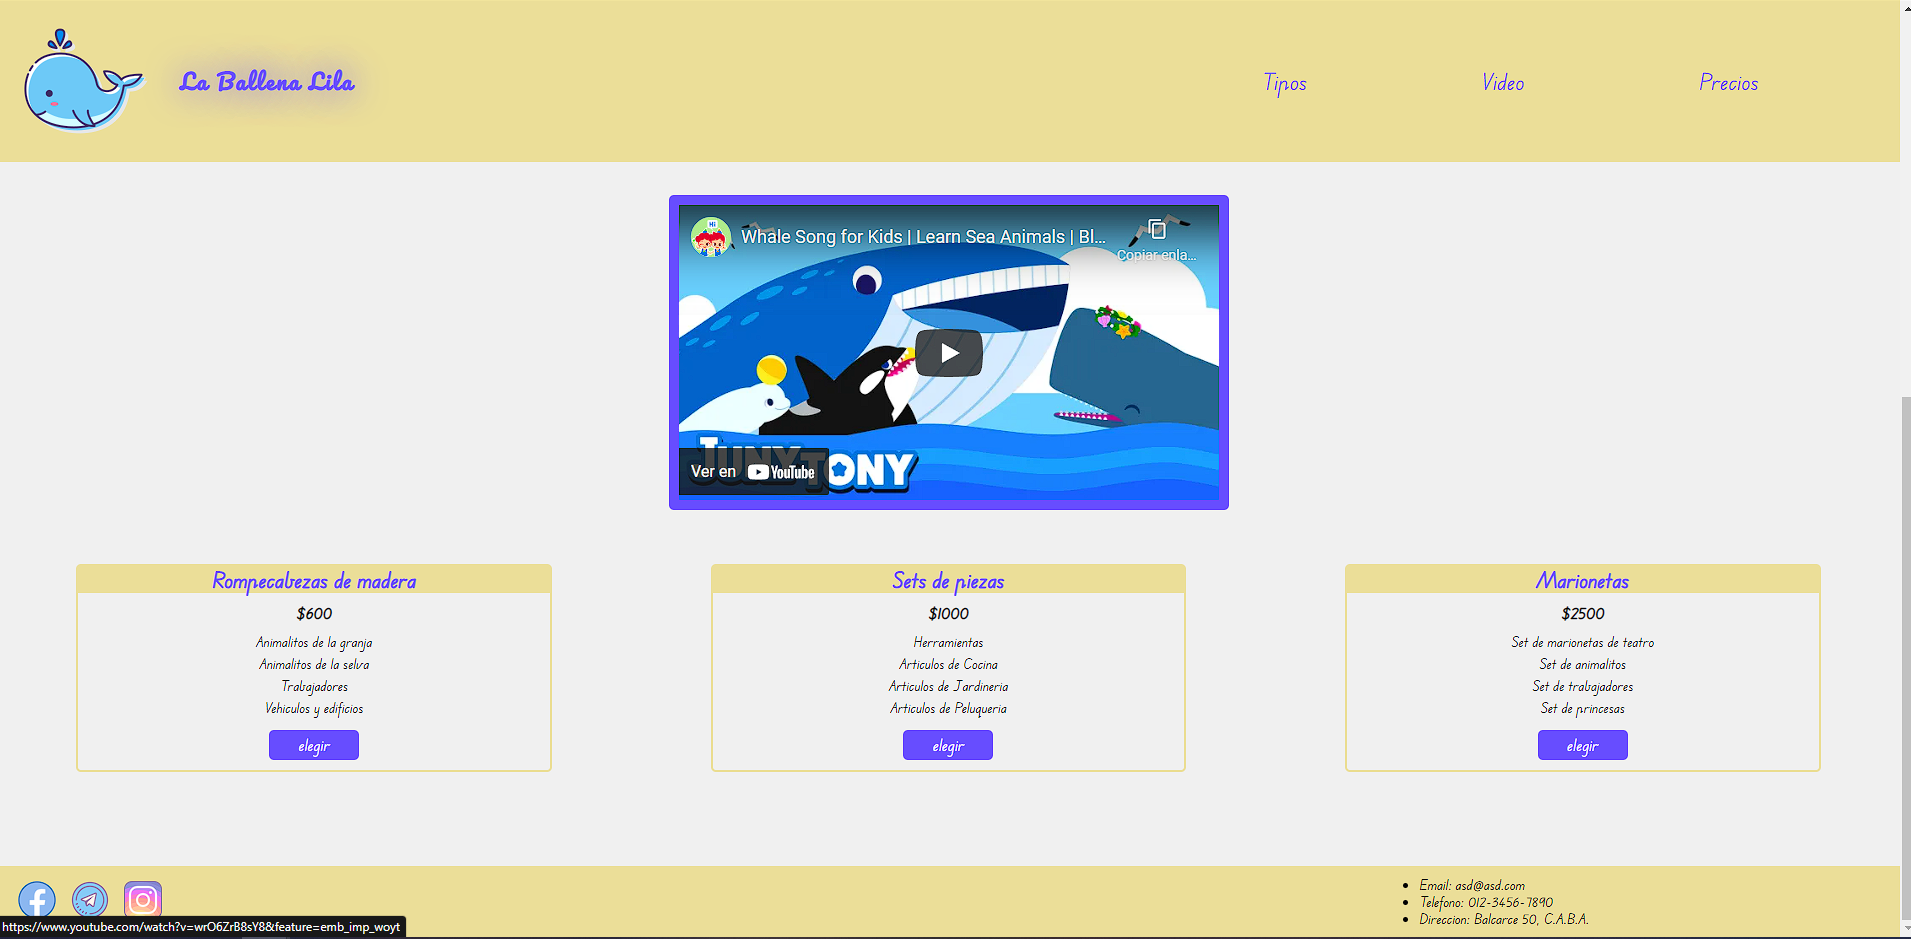 La Ballena Lila
Tipos
Video
Precios
Hi
Whale Song for Kids | Learn Sea Animals | Bl...
Copiar enla...
JUNYTONY
Ver en YouTube
Rompecabezas de madera
$600
Animalitos de la granja
Animalitos de la selva
Trabajadores
Vehiculos y edificios
elegir
Sets de piezas
$1000
Herramientas
Articulos de Cocina
Articulos de Jardineria
Articulos de Peluqueria
elegir
Marionetas
$2500
Set de marionetas de teatro
Set de animalitos
Set de trabajadores
Set de princesas
elegir
Email: asd@asd.com
Telefono: 012-3456-7890
Direccion: Balcarce 50, C.A.B.A.
https://www.youtube.com/watch?v=wrO6ZrB8sY8&feature=emb_imp_woyt